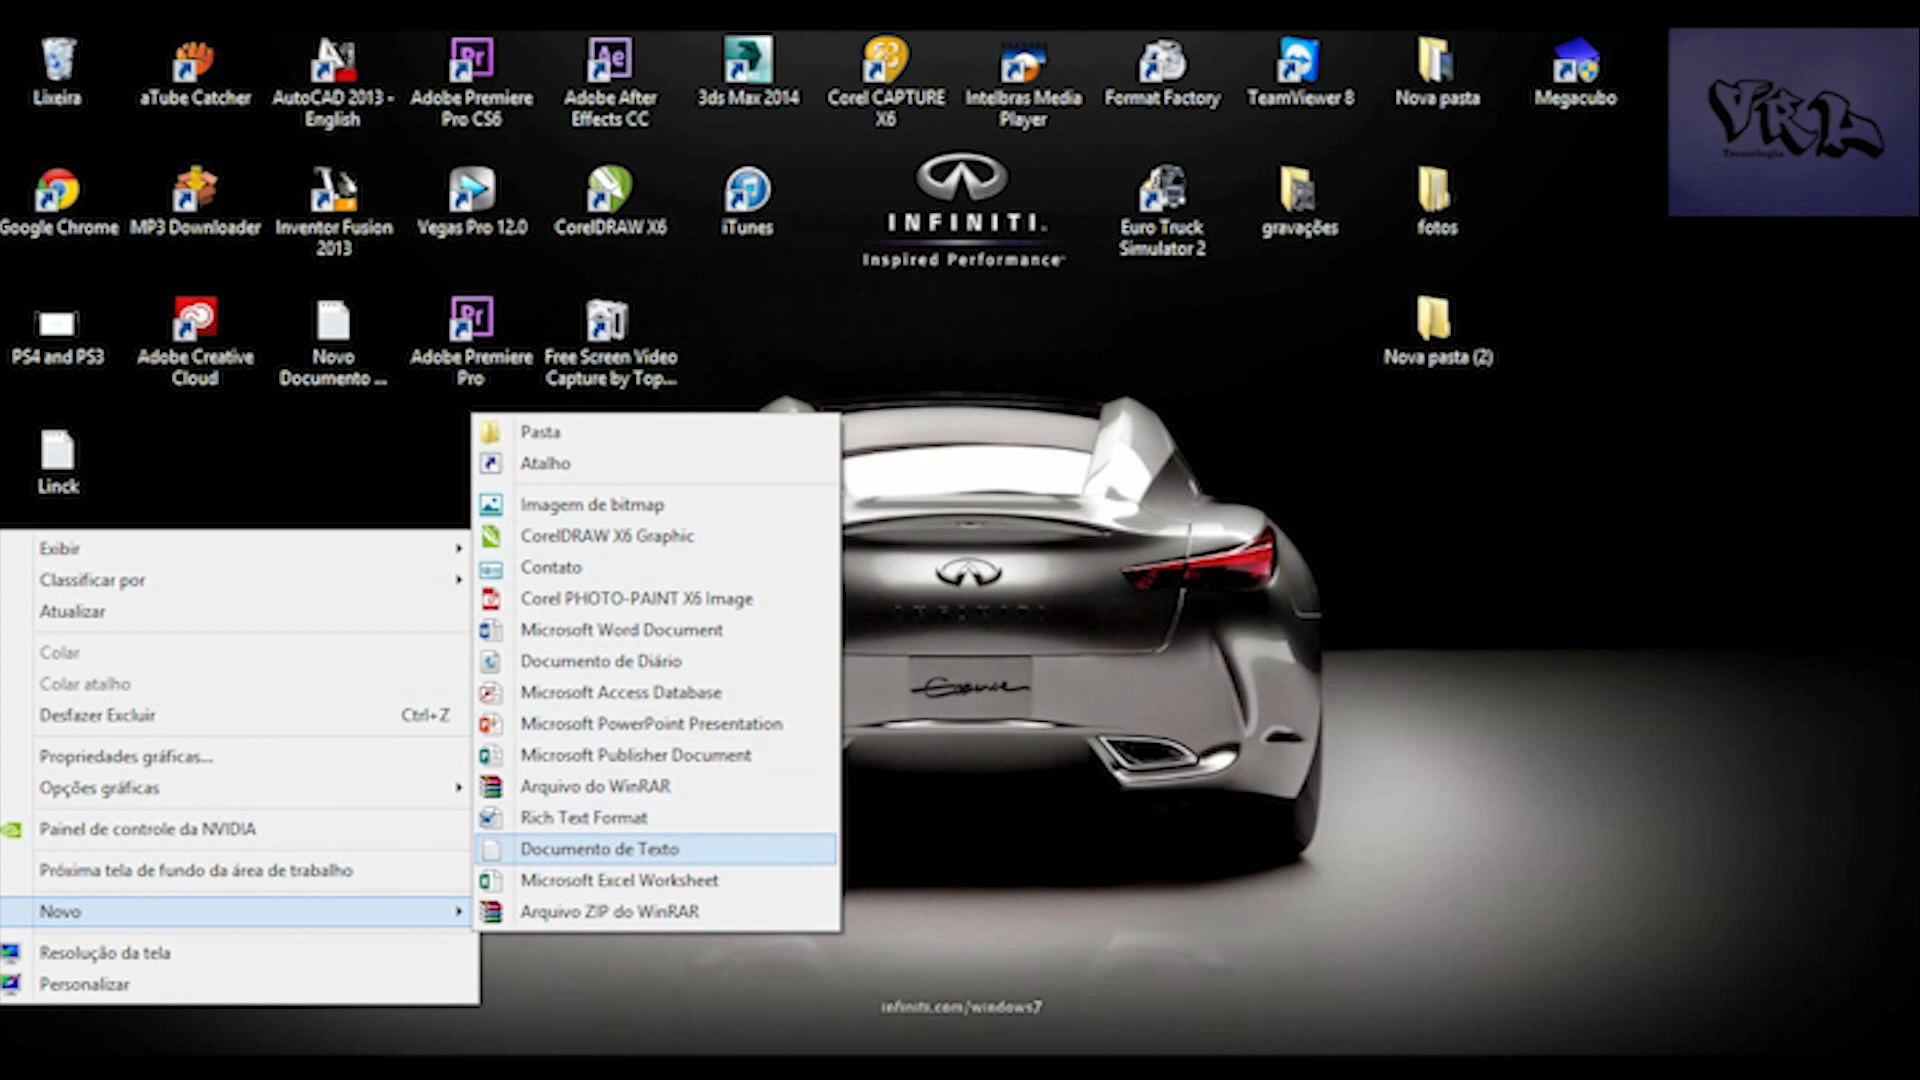 Lixeira
aTube Catcher
AutoCAD 2013 -
English
Adobe Premiere
Pro CS6
Adobe After
Effects CC
3ds Max 2014
Corel CAPTURE
X6
Intelbras Media
Player
Format Factory
TeamViewer 8
Nova pasta
Megacubo
VRL
Tecnologia
Google Chrome
MP3 Downloader
Inventor Fusion
2013
Vegas Pro 12.0
CorelDRAW X6
iTunes
INFINITI
Inspired Performance
Euro Truck
Simulator 2
gravações
fotos
PS4 and PS3
Adobe Creative
Cloud
Novo
Documento ...
Adobe Premiere
Pro
Free Screen Video
Capture by Top...
Nova pasta (2)
Linck
Pasta
Atalho
Imagem de bitmap
CorelDRAW X6 Graphic
Contato
Corel PHOTO-PAINT X6 Image
Microsoft Word Document
Documento de Diário
Microsoft Access Database
Microsoft PowerPoint Presentation
Microsoft Publisher Document
Arquivo do WinRAR
Rich Text Format
Documento de Texto
Microsoft Excel Worksheet
Arquivo ZIP do WinRAR
Exibir
Classificar por
Atualizar
Colar
Colar atalho
Desfazer Excluir Ctrl+Z
Propriedades gráficas...
Opções gráficas
Painel de controle da NVIDIA
Próxima tela de fundo da área de trabalho
Novo
Resolução da tela
Personalizar
INFINITI
infiniti.com/windows7